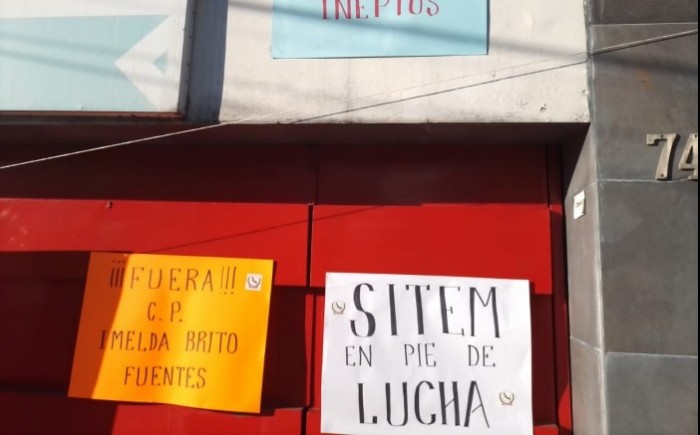 INEPTOS
74
¡¡¡FUERA!!!
C.P.
IMELDA BRITO
FUENTES
SITEM
EN PIE DE
LUCHA